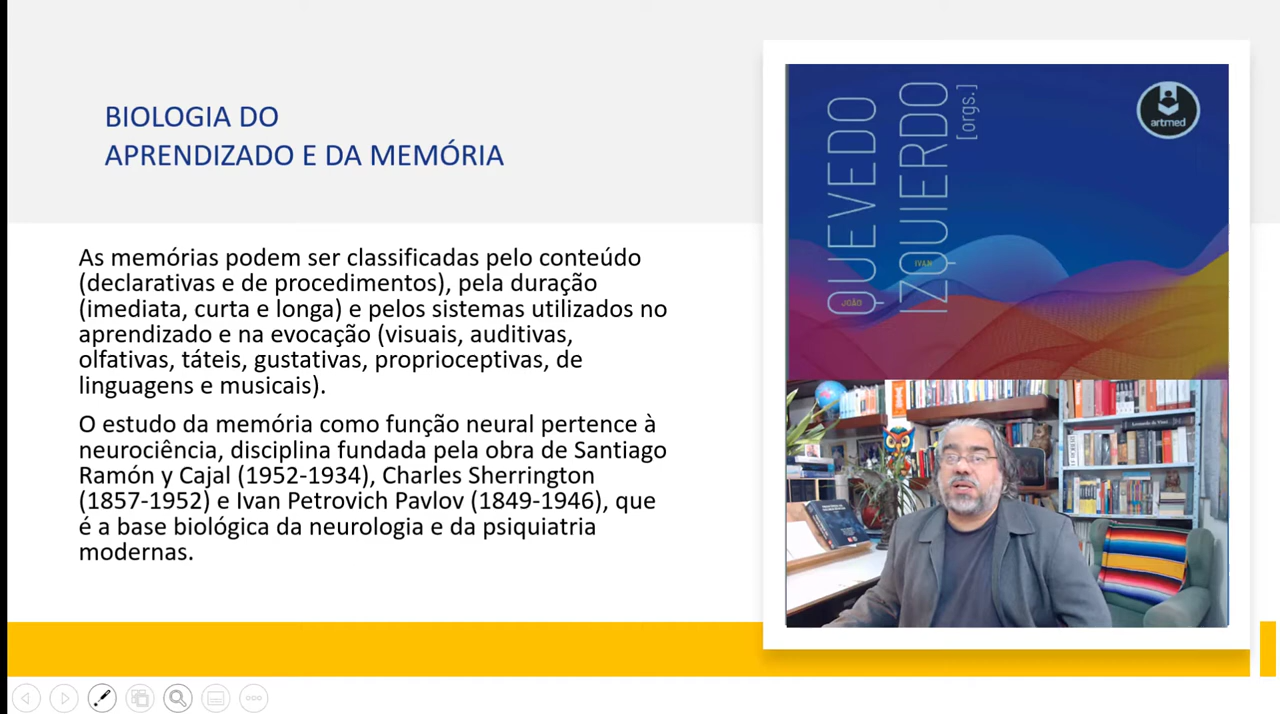 BIOLOGIA DO
APRENDIZADO E DA MEMÓRIA
As memórias podem ser classificadas pelo conteúdo
(declarativas e de procedimentos), pela duração
(imediata, curta e longa) e pelos sistemas utilizados no
aprendizado e na evocação (visuais, auditivas,
olfativas, táteis, gustativas, proprioceptivas, de
linguagens e musicais).
O estudo da memória como função neural pertence à
neurociência, disciplina fundada pela obra de Santiago
Ramón y Cajal (1952-1934), Charles Sherrington
(1857-1952) e Ivan Petrovich Pavlov (1849-1946), que
é a base biológica da neurologia e da psiquiatria
modernas.
JOÃO
QUEVEDO
IVAN
IZQUIERDO
[orgs.]
artmed
Leonardo da Vinci